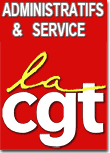 ADMINISTRATIFS
& SERVICE
la
cgt